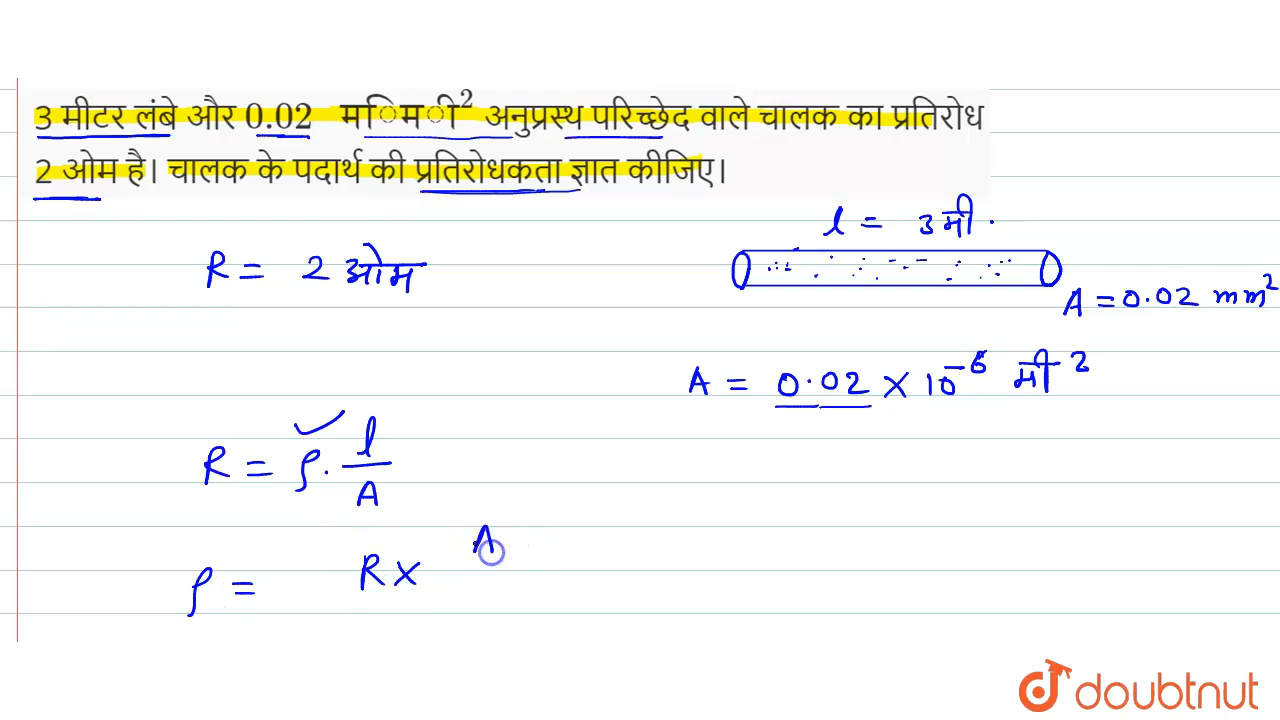 3 मीटर लंबे और 0.02 मिमी² अनुप्रस्थ परिच्छेद वाले चालक का प्रतिरोध
2 ओम है। चालक के पदार्थ की प्रतिरोधकता ज्ञात कीजिए।
l = 3 मी.
R = 2 ओम
A = 0.02 mm²
A = 0.02 × 10⁻⁶ मी²
R = ρ. l/A
ρ = R × A
doubtnut